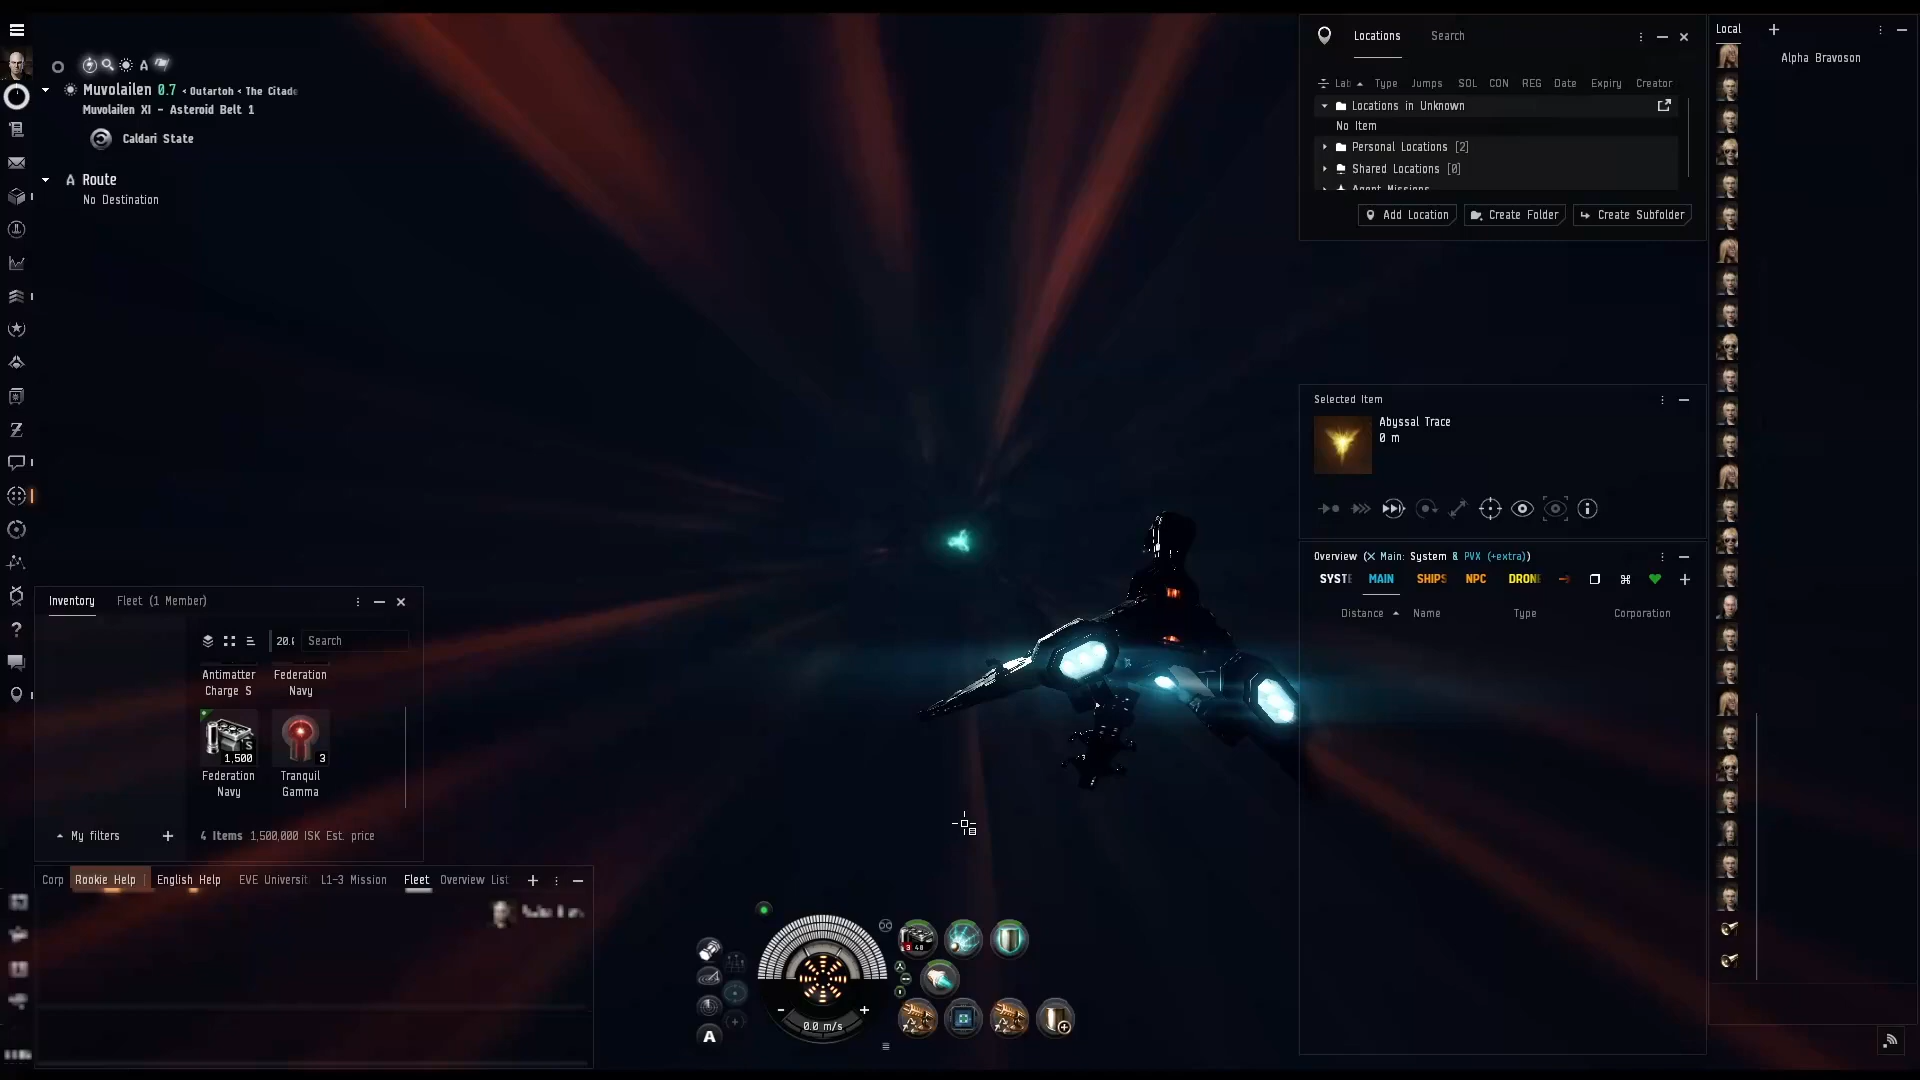 Muvolailen 0.7 < Outartoh < The Citade
Muvolailen XI - Asteroid Belt 1
Caldari State
A Route
No Destination
Locations Search
Lab Type Jumps SOL CON REG Date Expiry Creator
Locations in Unknown
No Item
Personal Locations [2]
Shared Locations [0]
Agent Missions
Add Location Create Folder Create Subfolder
Local
Alpha Bravoson
Selected Item
Abyssal Trace
0 m
Overview (X Main: System & PVX (+extra))
SYSTE MAIN SHIPS NPC DRONE
Distance Name Type Corporation
Inventory Fleet (1 Member)
Search
Antimatter Charge S
Federation Navy
S
1,500
Federation Navy
3
Tranquil Gamma
My filters
4 Items 1,500,000 ISK Est. price
Corp Rookie Help English Help EVE Universit L1-3 Mission Fleet Overview List
3 48
0.0 m/s
A